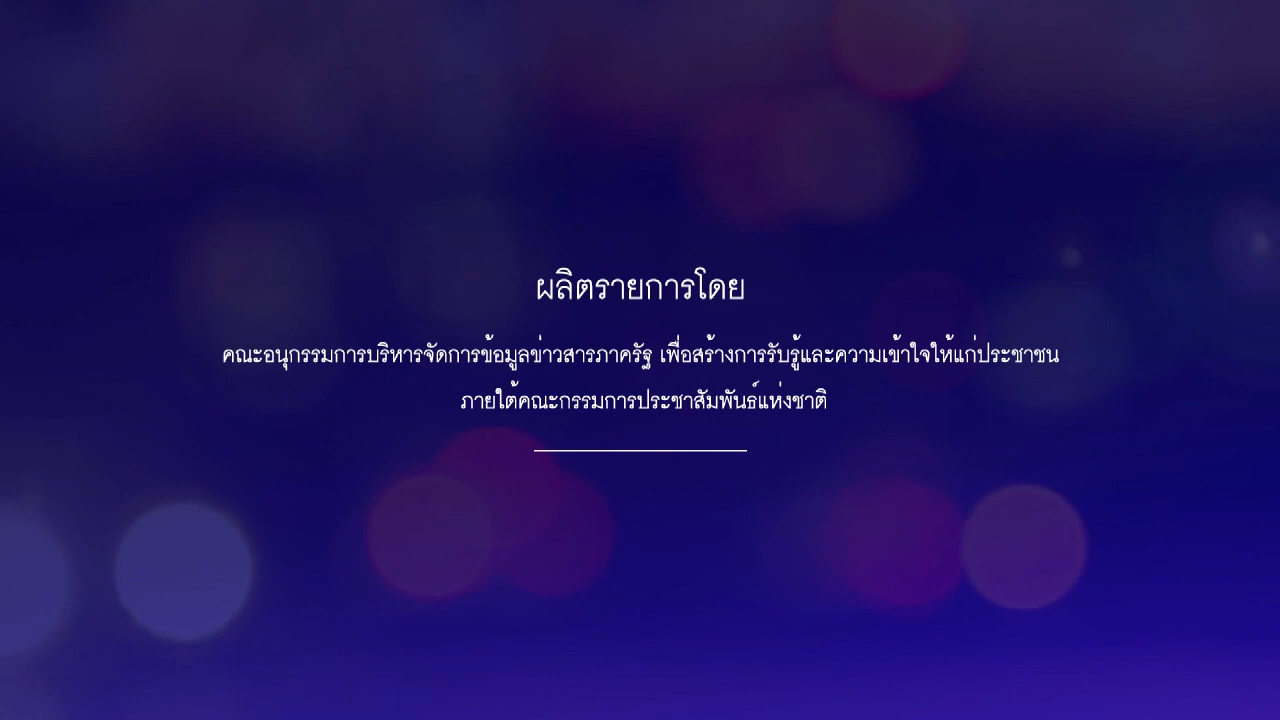 ผลิตรายการโดย
คณะอนุกรรมการบริหารจัดการข้อมูลข่าวสารภาครัฐ เพื่อสร้างการรับรู้และความเข้าใจให้แก่ประชาชน
ภายใต้คณะกรรมการประชาสัมพันธ์แห่งชาติ